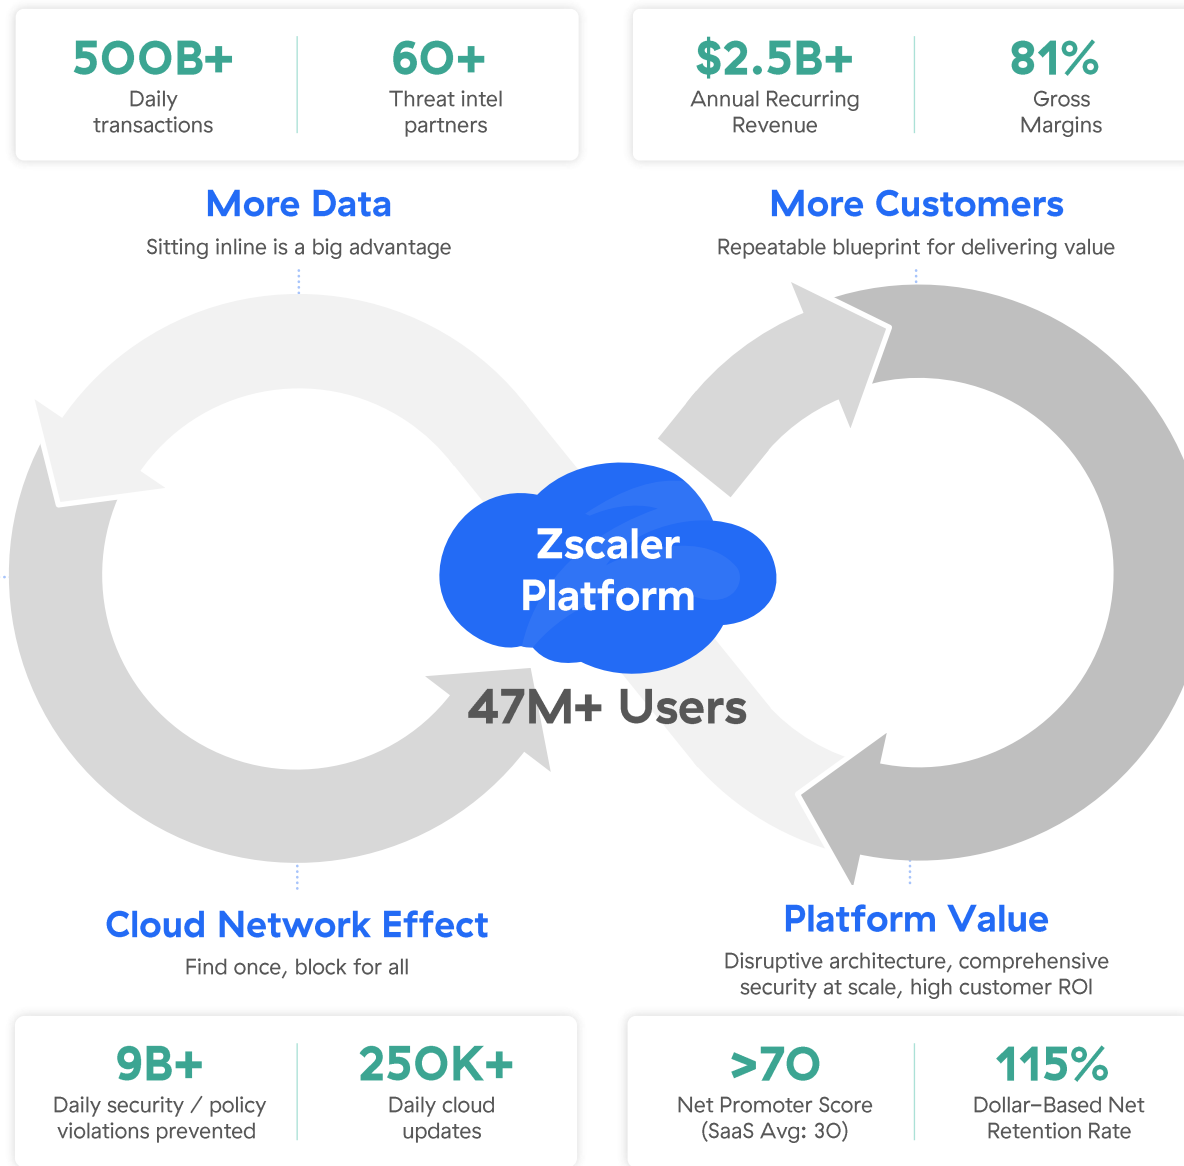 500B+
Daily
transactions
60+
Threat intel
partners
$2.5B+
Annual Recurring
Revenue
81%
Gross
Margins
More Data
Sitting inline is a big advantage
More Customers
Repeatable blueprint for delivering value
Zscaler
Platform
47M+ Users
Cloud Network Effect
Find once, block for all
Platform Value
Disruptive architecture, comprehensive
security at scale, high customer ROI
9B+
Daily security / policy
violations prevented
250K+
Daily cloud
updates
>70
Net Promoter Score
(SaaS Avg: 30)
115%
Dollar-Based Net
Retention Rate